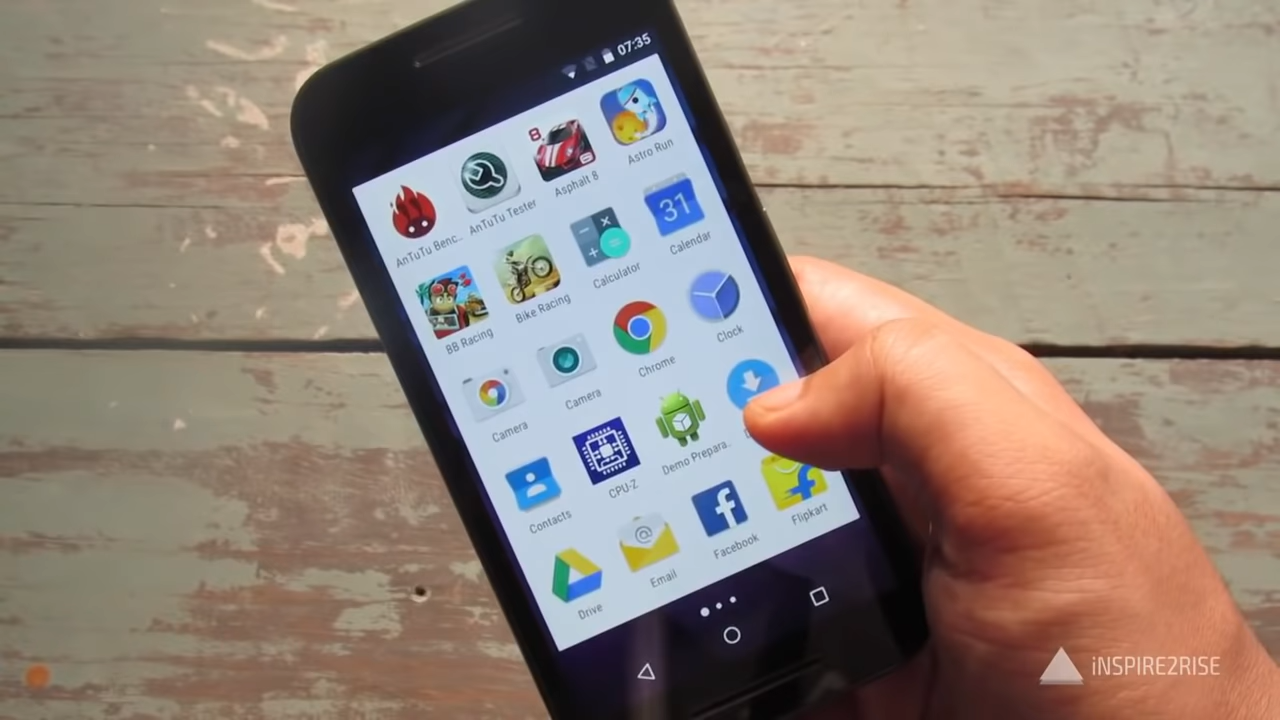 07:35
AnTuTu Benc..
AnTuTu Tester
8
Asphalt 8
Astro Run
BB Racing
Bike Racing
Calculator
31
Calendar
Camera
Camera
Chrome
Clock
Contacts
CPU-Z
Demo Prepara..
Drive
@
Email
f
Facebook
f
Flipkart
iNSPIRE2RISE